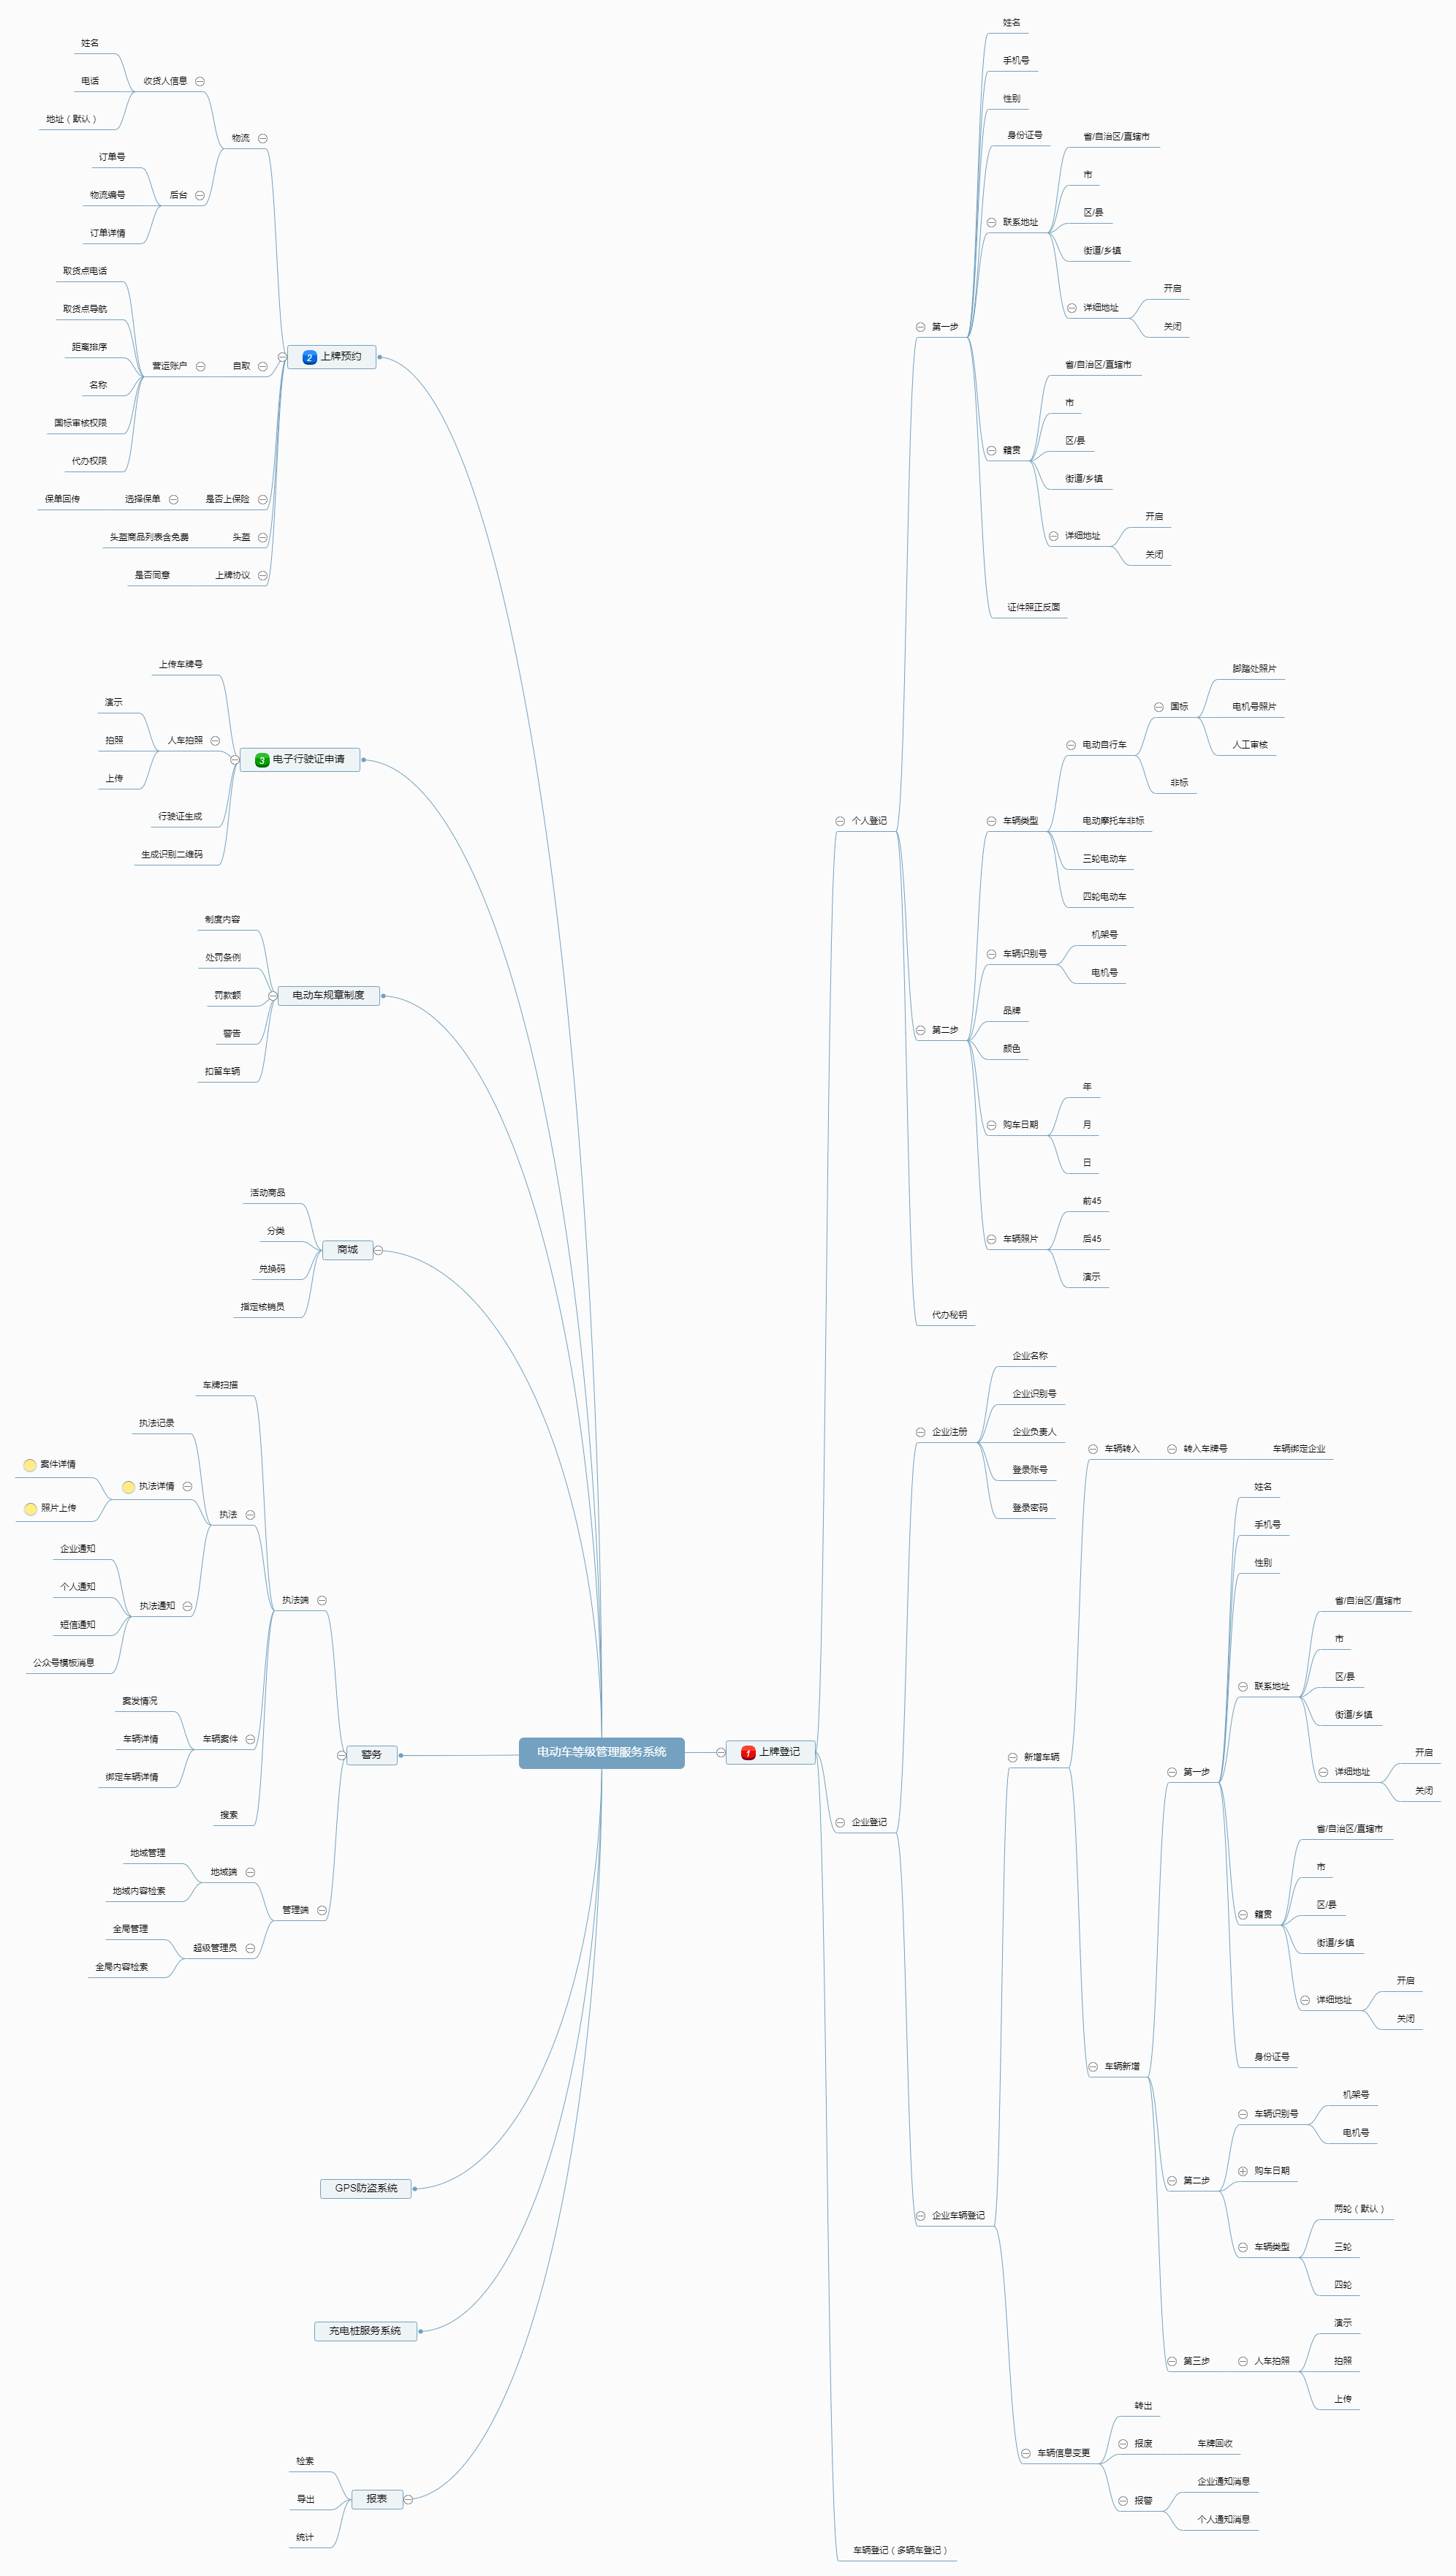 电动车等级管理服务系统
1 上牌登记
个人登记
第一步
姓名
手机号
性别
身份证号
联系地址
省/自治区/直辖市
市
区/县
街道/乡镇
详细地址
开启
关闭
籍贯
省/自治区/直辖市
市
区/县
街道/乡镇
详细地址
开启
关闭
证件照正反面
第二步
车辆类型
电动自行车
国标
脚踏处照片
电机号照片
人工审核
非标
电动摩托车非标
三轮电动车
四轮电动车
车辆识别号
机架号
电机号
品牌
颜色
购车日期
年
月
日
车辆照片
前45
后45
演示
代办秘钥
企业登记
企业注册
企业名称
企业识别号
企业负责人
登录账号
登录密码
企业车辆登记
新增车辆
车辆转入
转入车牌号
车辆绑定企业
车辆新增
第一步
姓名
手机号
性别
联系地址
省/自治区/直辖市
市
区/县
街道/乡镇
详细地址
开启
关闭
籍贯
省/自治区/直辖市
市
区/县
街道/乡镇
详细地址
开启
关闭
身份证号
第二步
车辆识别号
机架号
电机号
购车日期
车辆类型
两轮（默认）
三轮
四轮
第三步
人车拍照
演示
拍照
上传
车辆信息变更
转出
报废
车牌回收
报警
企业通知消息
个人通知消息
车辆登记（多辆车登记）
2 上牌预约
物流
收货人信息
姓名
电话
地址（默认）
后台
订单号
物流编号
订单详情
自取
营运账户
取货点电话
取货点导航
距离排序
名称
国标审核权限
代办权限
是否上保险
选择保单
保单回传
头盔
头盔商品列表含免费
上牌协议
是否同意
3 电子行驶证申请
上传车牌号
人车拍照
演示
拍照
上传
行驶证生成
生成识别二维码
电动车规章制度
制度内容
处罚条例
罚款额
警告
扣留车辆
商城
活动商品
分类
兑换码
指定核销员
警务
执法端
车牌扫描
执法
执法记录
执法详情
案件详情
照片上传
执法通知
企业通知
个人通知
短信通知
公众号模板消息
车辆案件
案发情况
车辆详情
绑定车辆详情
搜索
管理端
地域端
地域管理
地域内容检索
超级管理员
全局管理
全局内容检索
GPS防盗系统
充电桩服务系统
报表
检索
导出
统计